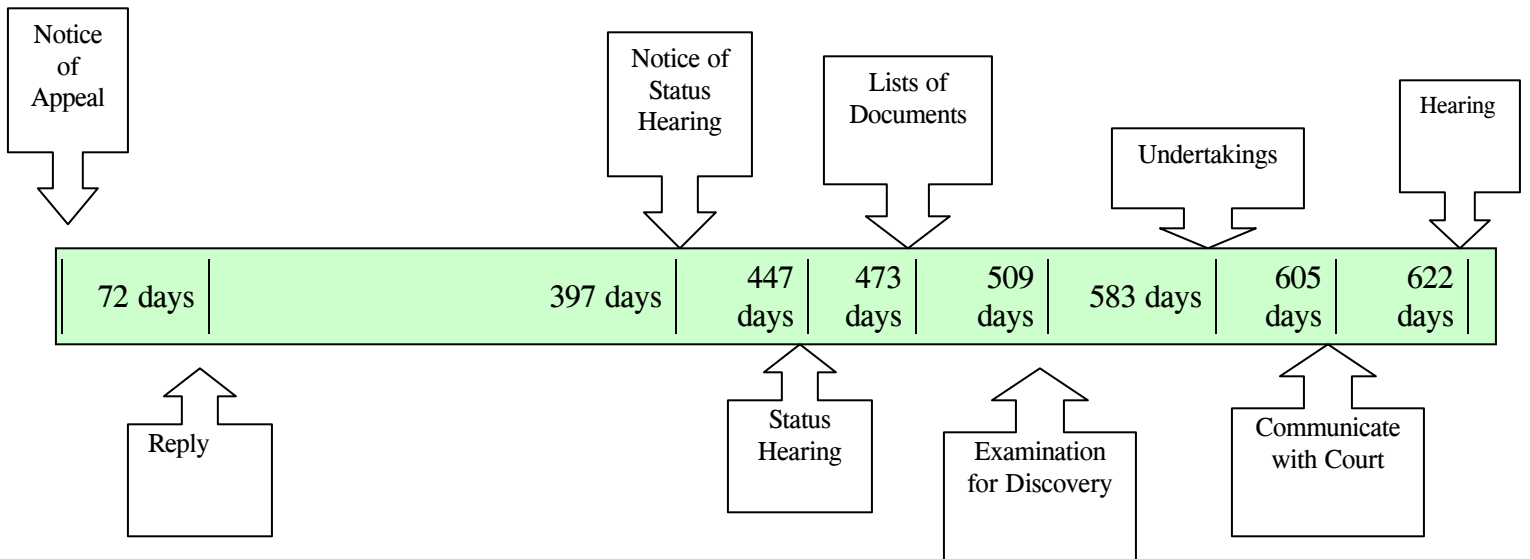 Notice
of
Appeal
Notice of
Status
Hearing
Lists of
Documents
Undertakings
Hearing
72 days
397 days
447
days
473
days
509
days
583 days
605
days
622
days
Reply
Status
Hearing
Examination
for Discovery
Communicate
with Court